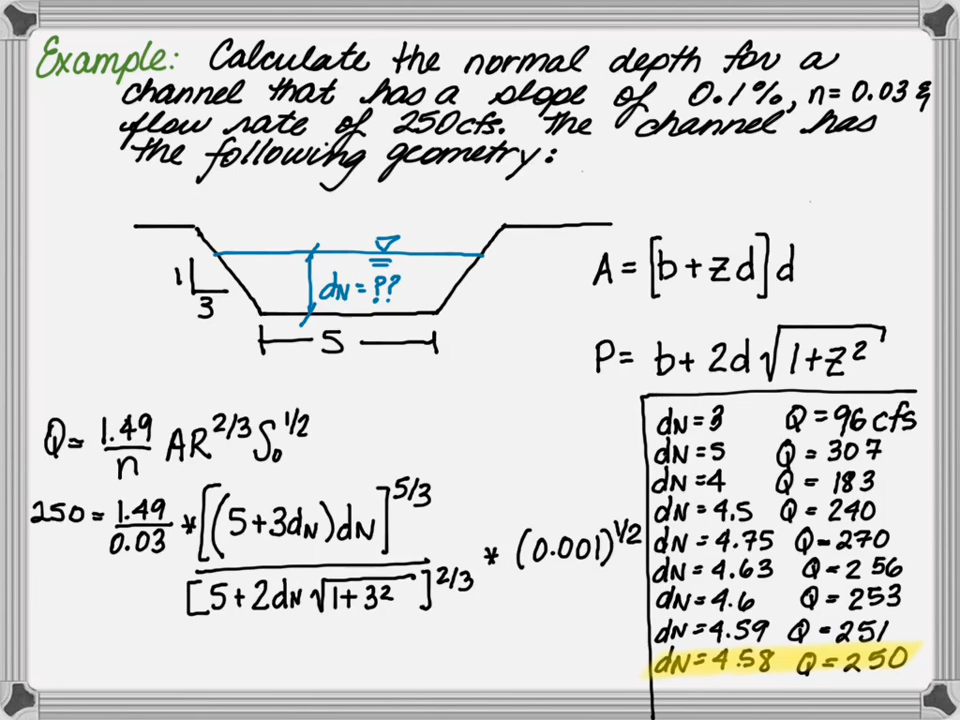 Example: Calculate the normal depth for a
channel that has a slope of 0.1%, n = 0.03 &
flow rate of 250cfs. The channel has
the following geometry:
1
3
dN = ??
5
A = [b + zd]d
P = b + 2d√(1+z²)
Q = 1.49/n AR^2/3 S₀^1/2
250 = 1.49/0.03 * [(5+3dN)dN]^5/3 / [5+2dN√(1+3²)]^2/3 * (0.001)^1/2
dN = 3 Q = 96 cfs
dN = 5 Q = 307
dN = 4 Q = 183
dN = 4.5 Q = 240
dN = 4.75 Q = 270
dN = 4.63 Q = 256
dN = 4.6 Q = 253
dN = 4.59 Q = 251
dN = 4.58 Q = 250